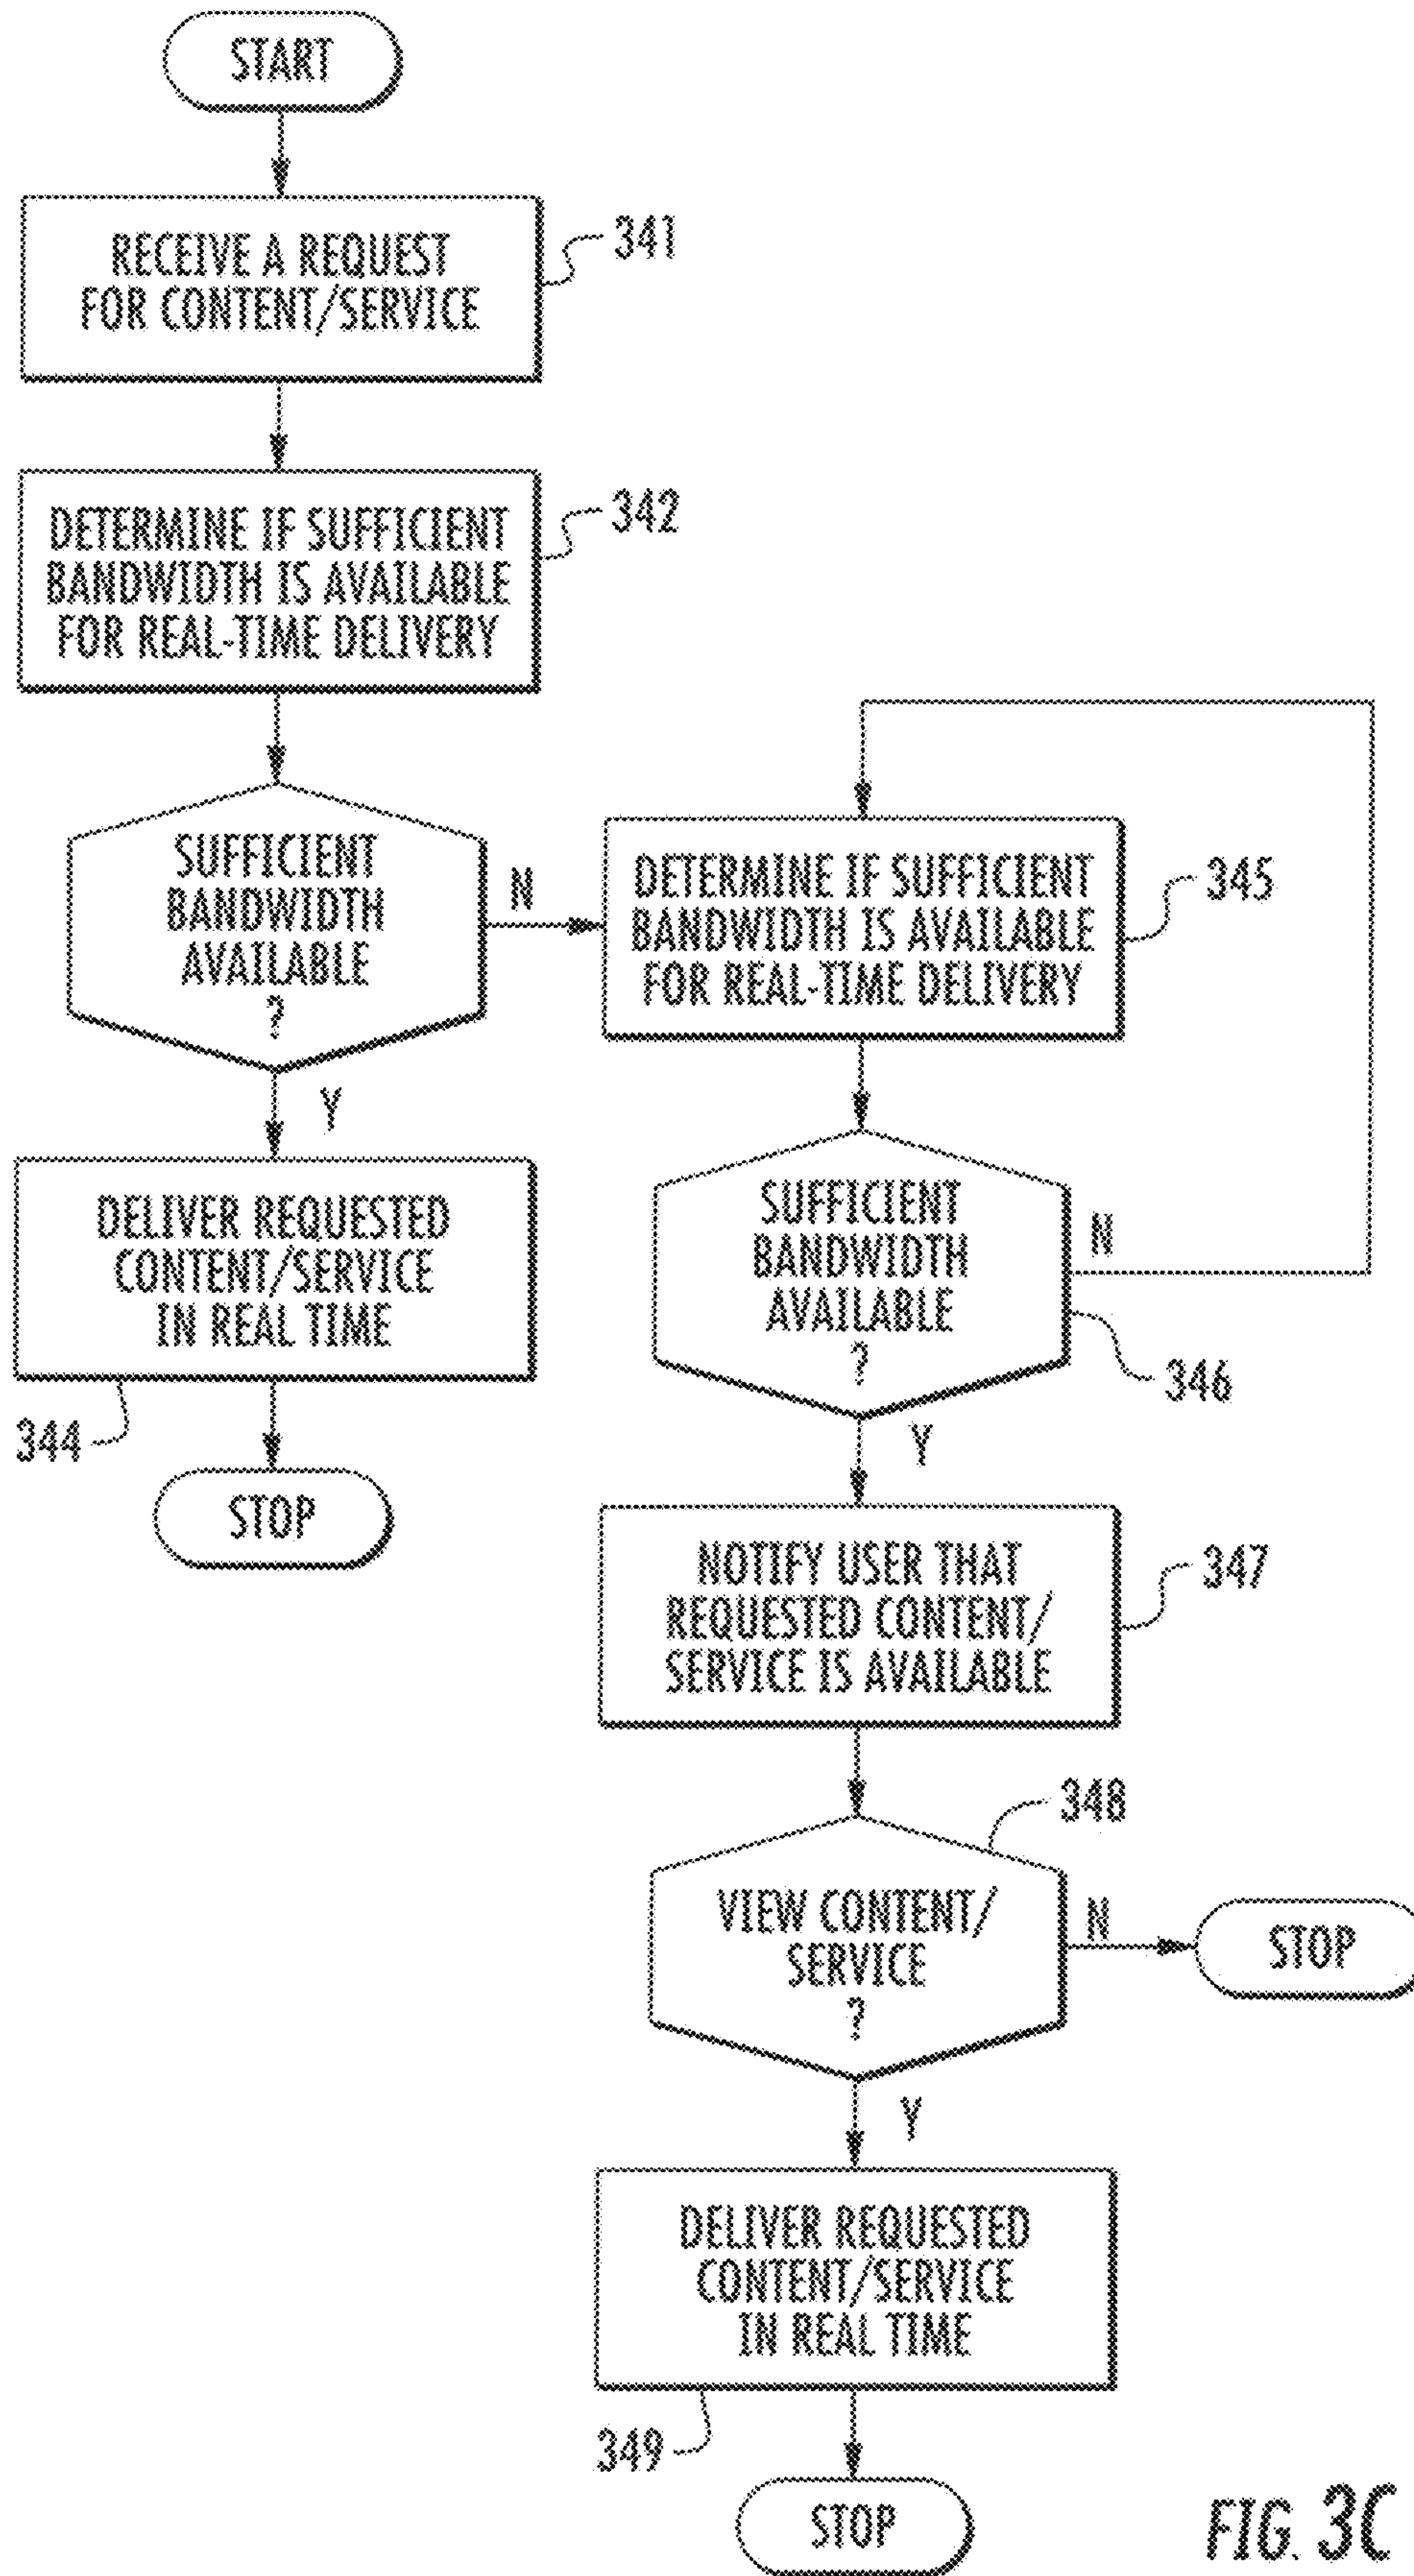 START
RECEIVE A REQUEST
FOR CONTENT/SERVICE
341
DETERMINE IF SUFFICIENT
BANDWIDTH IS AVAILABLE
FOR REAL-TIME DELIVERY
342
SUFFICIENT
BANDWIDTH
AVAILABLE
?
N
Y
DELIVER REQUESTED
CONTENT/SERVICE
IN REAL TIME
344
STOP
DETERMINE IF SUFFICIENT
BANDWIDTH IS AVAILABLE
FOR REAL-TIME DELIVERY
345
SUFFICIENT
BANDWIDTH
AVAILABLE
?
N
346
Y
NOTIFY USER THAT
REQUESTED CONTENT/
SERVICE IS AVAILABLE
347
348
VIEW CONTENT/
SERVICE
?
N
STOP
Y
DELIVER REQUESTED
CONTENT/SERVICE
IN REAL TIME
349
STOP
FIG. 3C